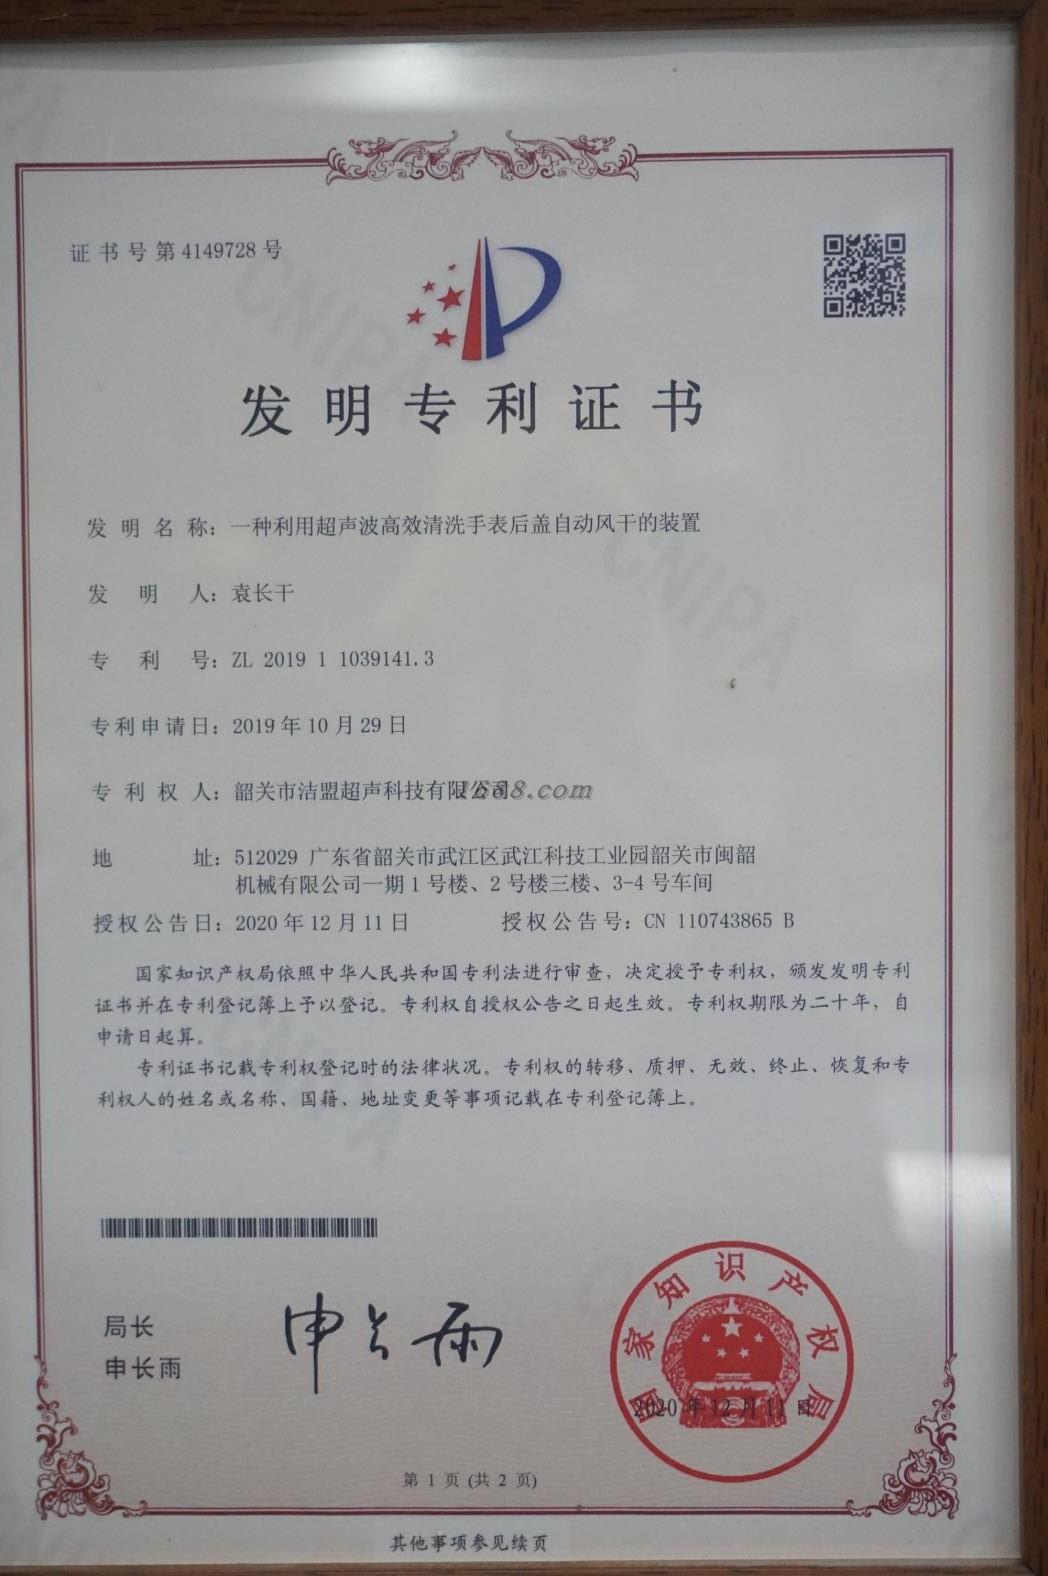 证书号第4149728号
发明专利证书
发明名称：一种利用超声波高效清洗手表后盖自动风干的装置
发明人：袁长干
专利号：ZL 2019 1 1039141.3
专利申请日：2019年10月29日
专利权人：韶关市洁盟超声科技有限公司
地址：512029 广东省韶关市武江区武江科技工业园韶关市闽韶
机械有限公司一期1号楼、2号楼三楼、3-4号车间
授权公告日：2020年12月11日 授权公告号：CN 110743865 B
国家知识产权局依照中华人民共和国专利法进行审查，决定授予专利权，颁发发明专利
证书并在专利登记簿上予以登记。专利权自授权公告之日起生效。专利权期限为二十年，自
申请日起算。
专利证书记载专利权登记时的法律状况。专利权的转移、质押、无效、终止、恢复和专
利权人的姓名或名称、国籍、地址变更等事项记载在专利登记簿上。
局长
申长雨
申长雨
国家知识产权局
2020年12月11日
第1页(共2页)
其他事项参见续页
CNIPA
CNIPA
CNIPA